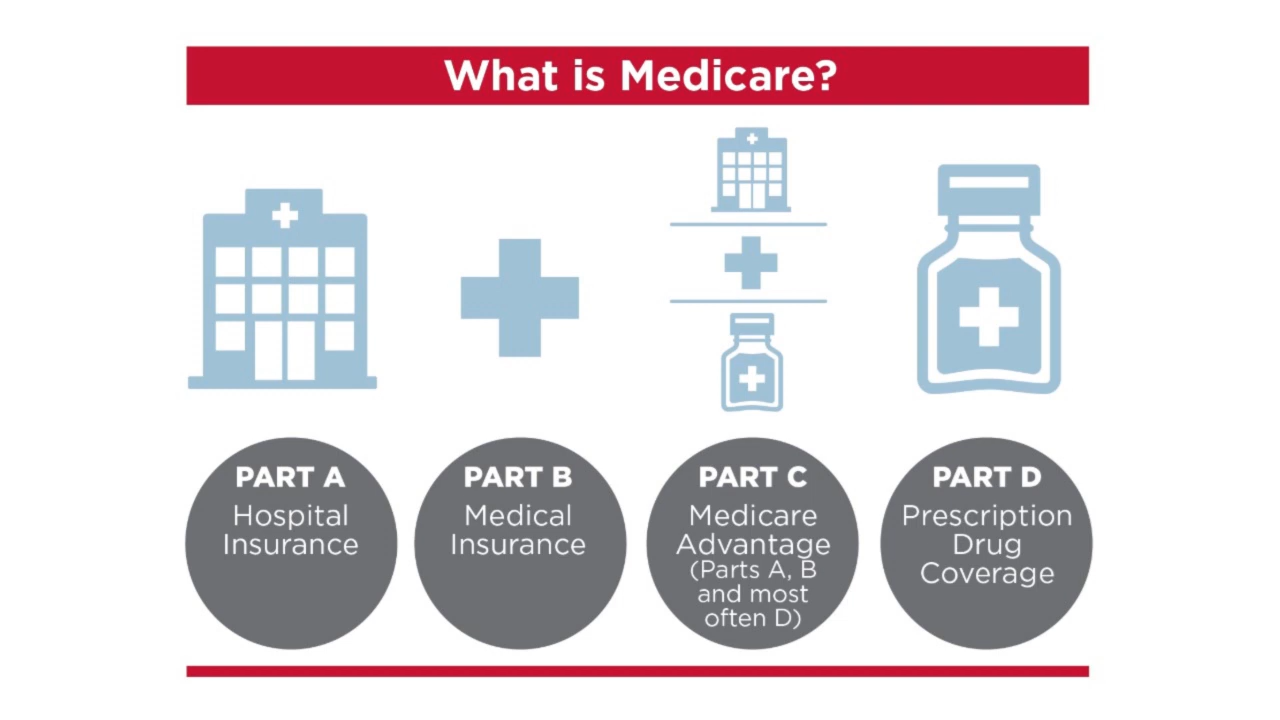 What is Medicare?
PART A
Hospital
Insurance
PART B
Medical
Insurance
PART C
Medicare
Advantage
(Parts A, B
and most
often D)
PART D
Prescription
Drug
Coverage